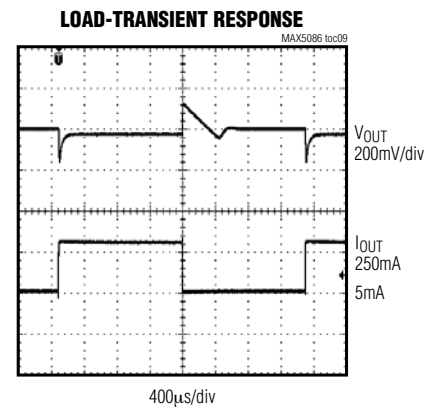 LOAD-TRANSIENT RESPONSE
MAX5086 toc09
VOUT
200mV/div
IOUT
250mA
5mA
400μs/div